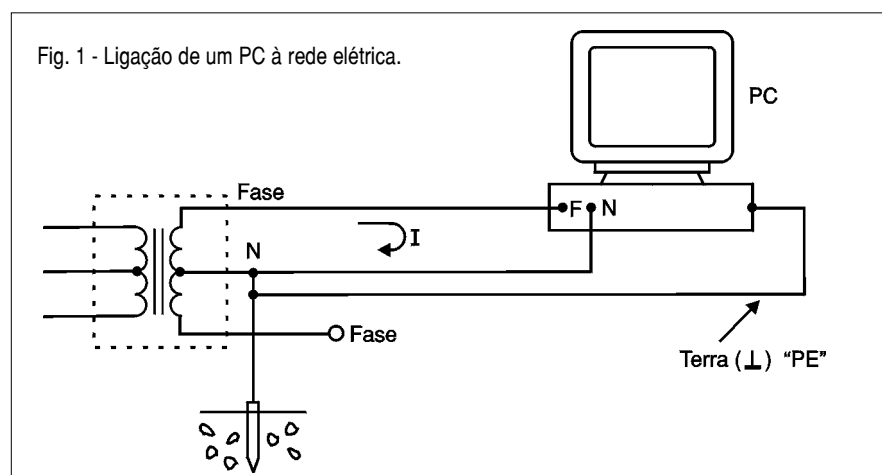 Fig. 1 - Ligação de um PC à rede elétrica.
PC
Fase
F N
N
I
Fase
Terra (⊥) “PE”